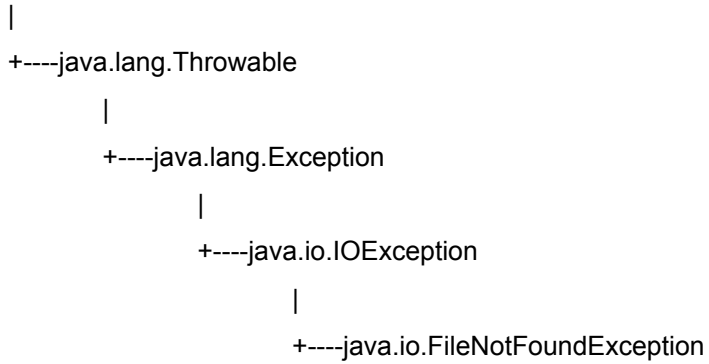 |
+----java.lang.Throwable
|
+----java.lang.Exception
|
+----java.io.IOException
|
+----java.io.FileNotFoundException